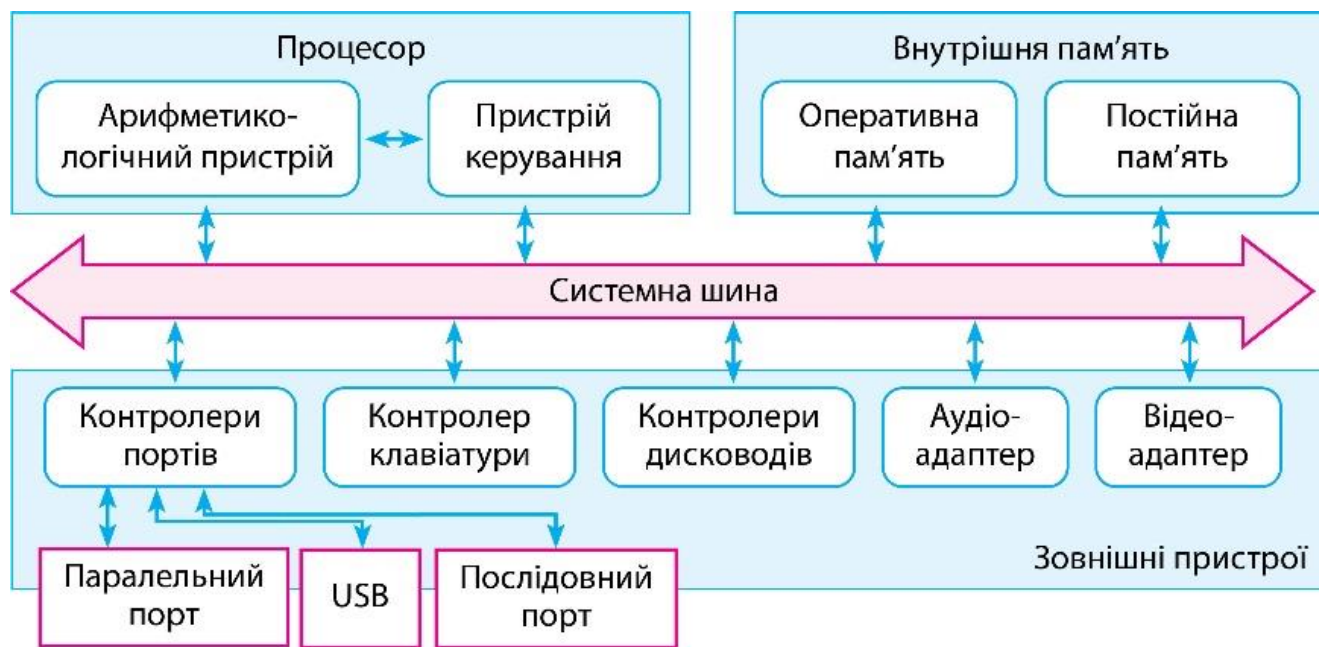 Процесор
Внутрішня пам’ять
Арифметико-
логічний пристрій
Пристрій
керування
Оперативна
пам’ять
Постійна
пам’ять
Системна шина
Контролери
портів
Контролер
клавіатури
Контролери
дисководів
Аудіо-
адаптер
Відео-
адаптер
Зовнішні пристрої
Паралельний
порт
USB
Послідовний
порт